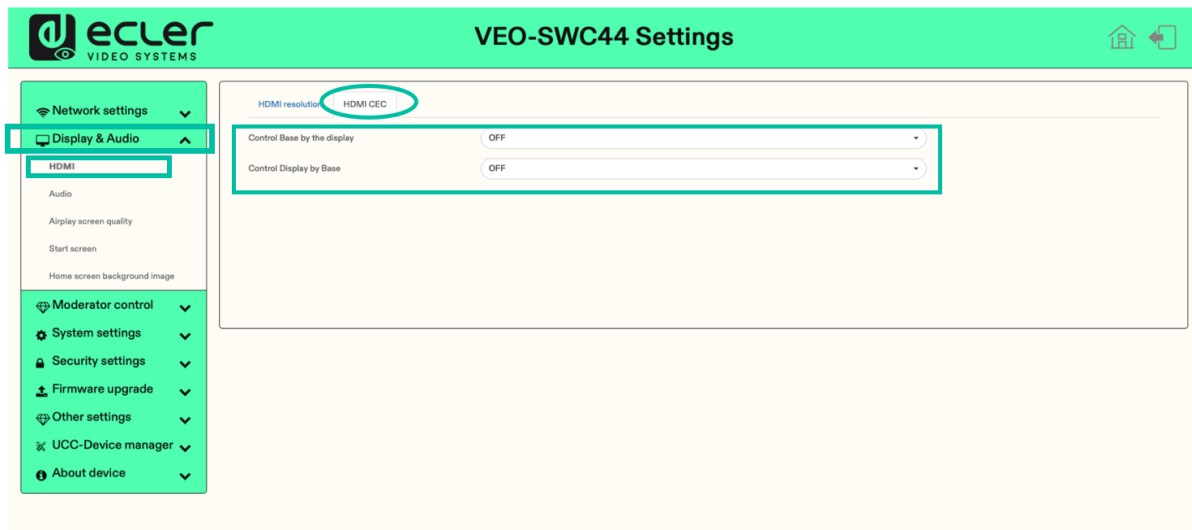 ecler
VIDEO SYSTEMS
VEO-SWC44 Settings
Network settings
Display & Audio
HDMI
Audio
Airplay screen quality
Start screen
Home screen background image
Moderator control
System settings
Security settings
Firmware upgrade
Other settings
UCC-Device manager
About device
HDMI resolution
HDMI CEC
Control Base by the display
OFF
Control Display by Base
OFF